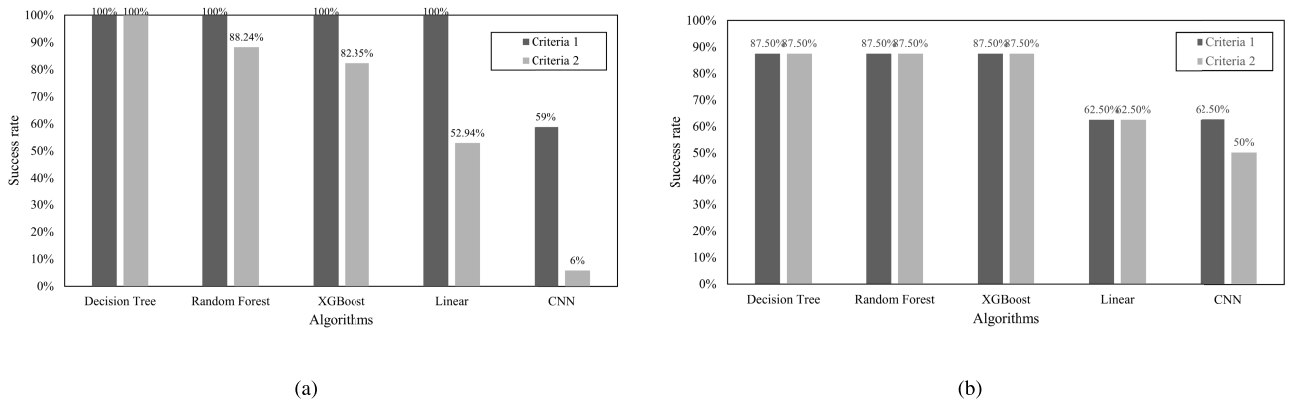 100%
90%
80%
70%
60%
50%
40%
30%
20%
10%
0%
Success rate
100% 100% 100% 88.24% 100% 82.35% 100% 52.94% 59% 6%
Criteria 1
Criteria 2
Decision Tree Random Forest XGBoost Linear CNN
Algorithms
(a)
100%
90%
80%
70%
60%
50%
40%
30%
20%
10%
0%
Success rate
87.50% 87.50% 87.50% 87.50% 87.50% 87.50% 62.50% 62.50% 62.50% 50%
Criteria 1
Criteria 2
Decision Tree Random Forest XGBoost Linear CNN
Algorithms
(b)